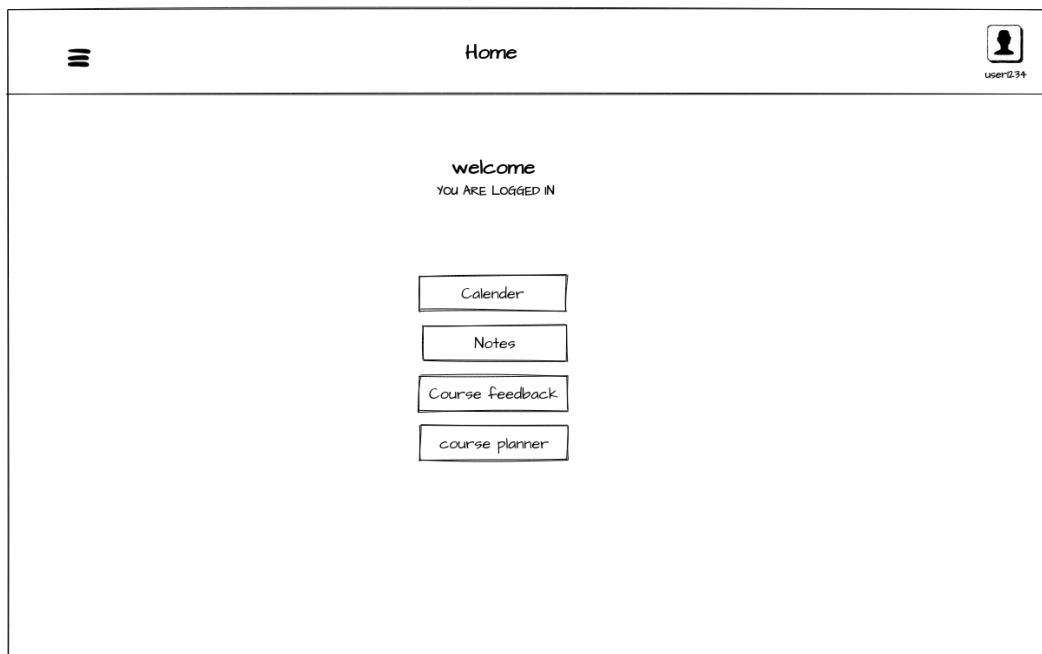 Home
user1234
welcome
YOU ARE LOGGED IN
Calender
Notes
Course feedback
course planner